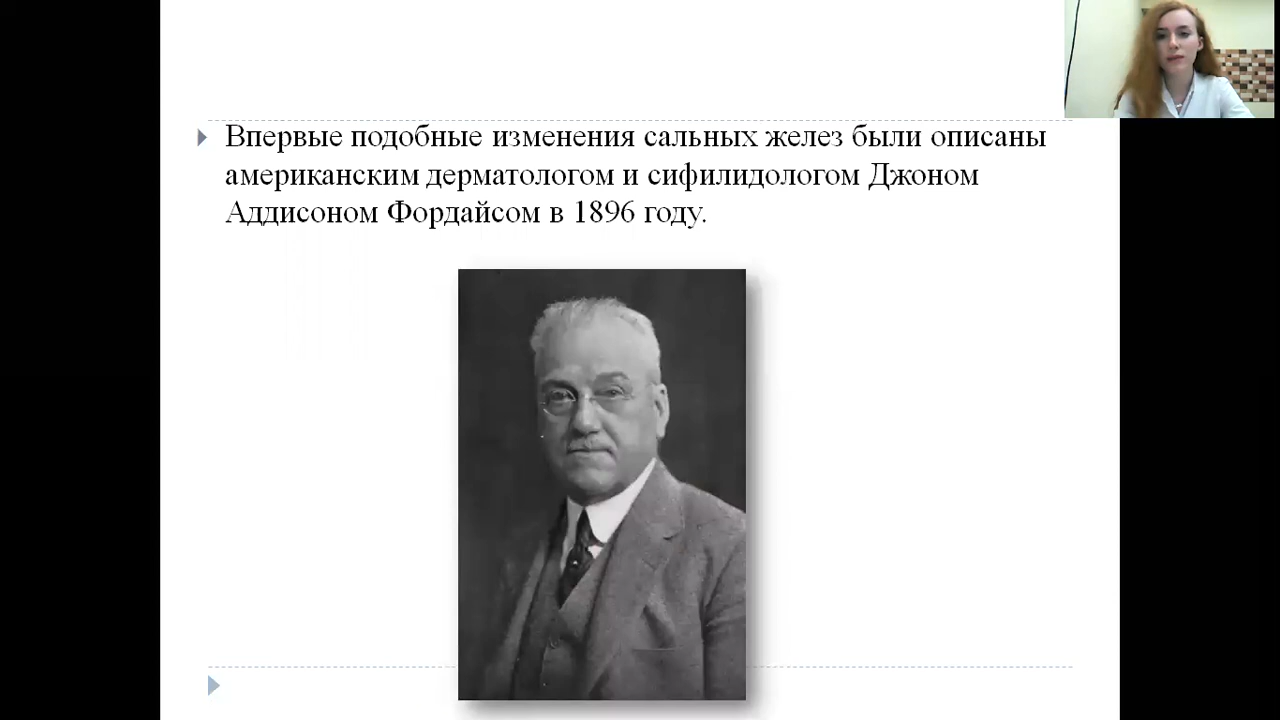 Впервые подобные изменения сальных желез были описаны
американским дерматологом и сифилидологом Джоном
Аддисоном Фордайсом в 1896 году.